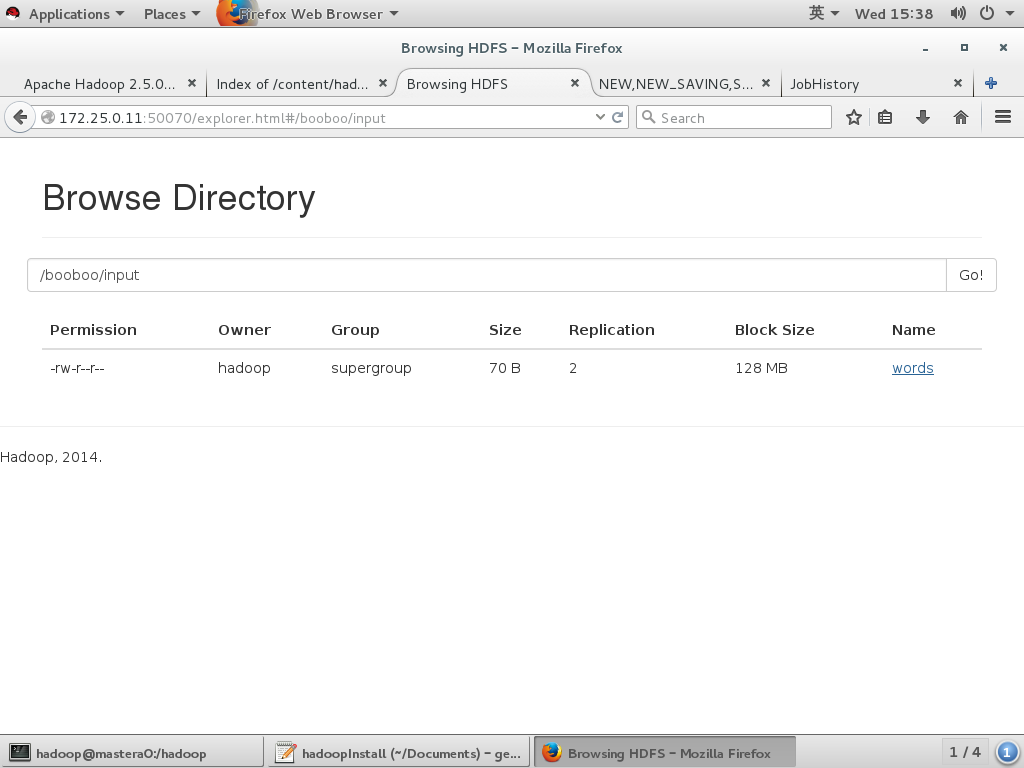 Applications Places Firefox Web Browser 英 Wed 15:38
Browsing HDFS – Mozilla Firefox
Apache Hadoop 2.5.0... Index of /content/had... Browsing HDFS NEW,NEW_SAVING,S... JobHistory
172.25.0.11:50070/explorer.html#/booboo/input Search
Browse Directory
/booboo/input Go!
Permission Owner Group Size Replication Block Size Name
-rw-r--r-- hadoop supergroup 70 B 2 128 MB words
Hadoop, 2014.
hadoop@mastera0:/hadoop hadoopInstall (~/Documents) – ge... Browsing HDFS – Mozilla Firefox 1 / 4 1